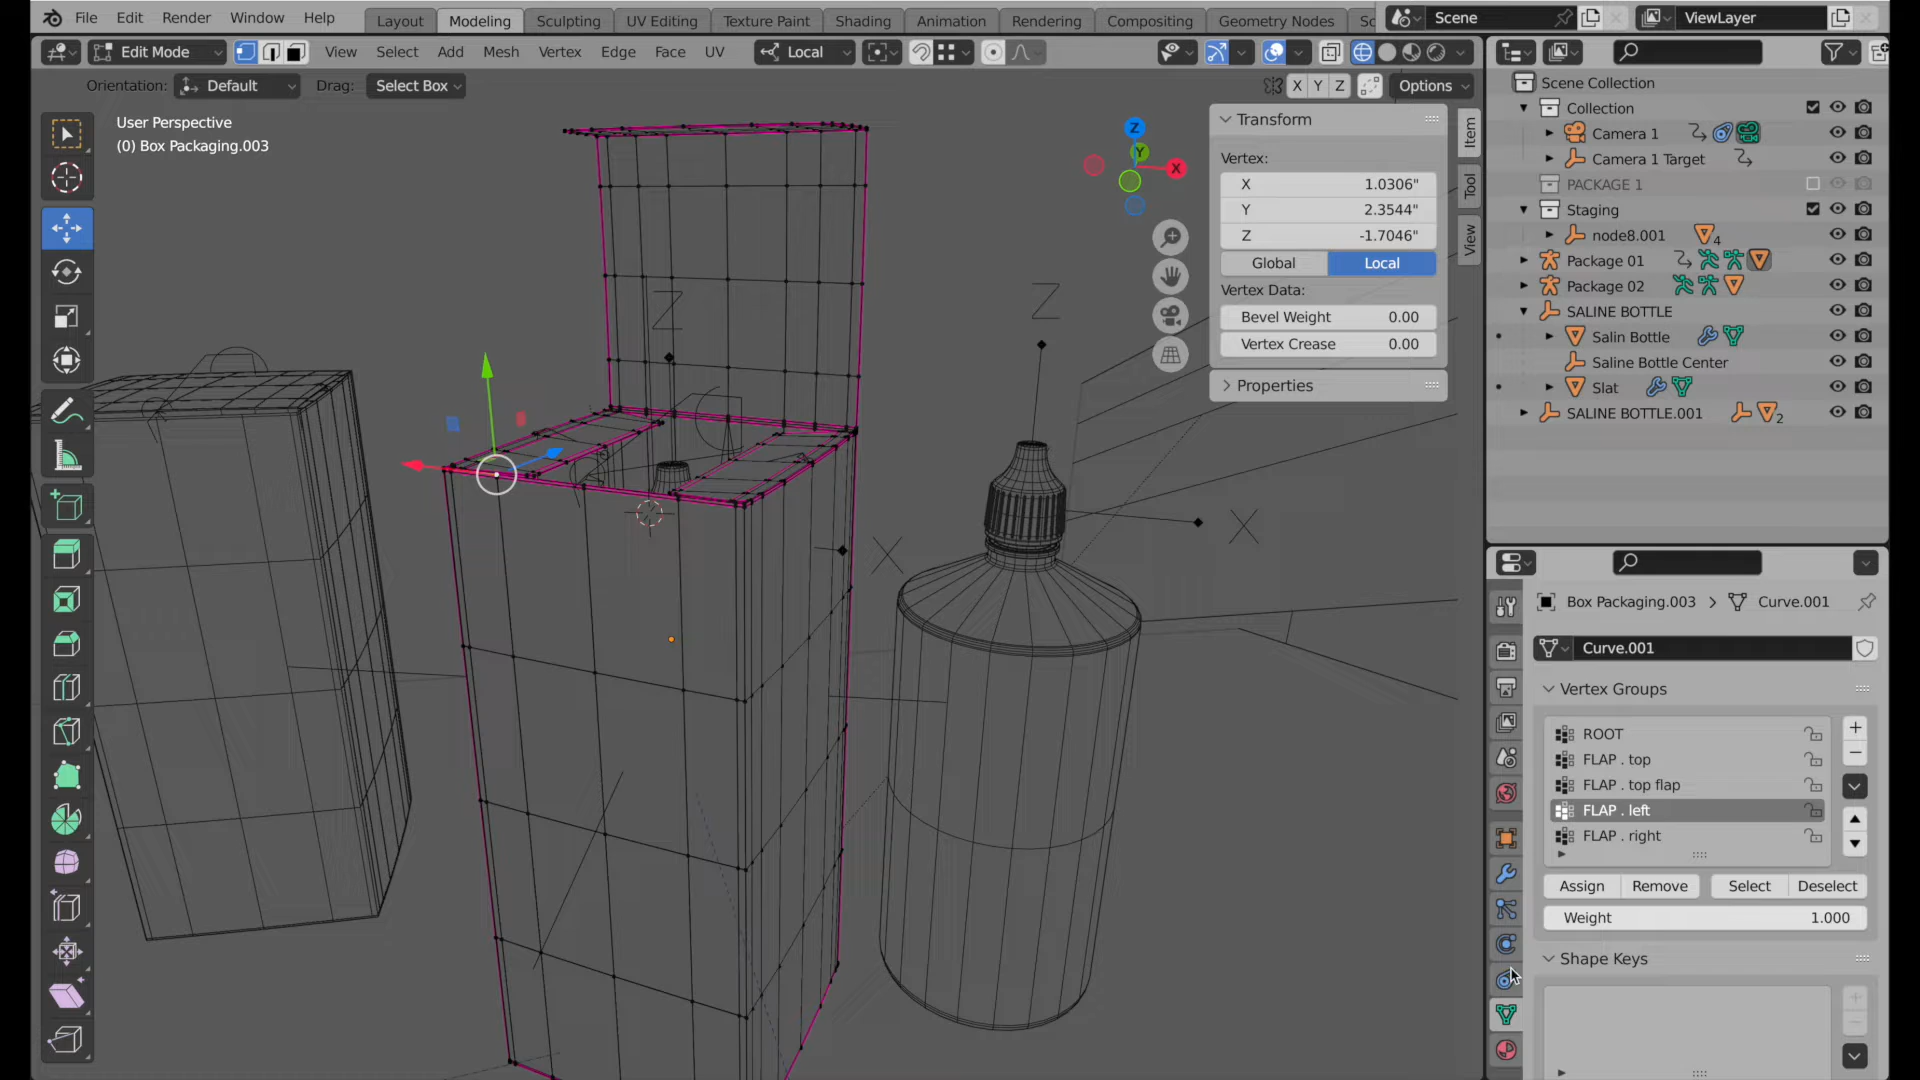 File Edit Render Window Help
Layout Modeling Sculpting UV Editing Texture Paint Shading Animation Rendering Compositing Geometry Nodes Sc
Scene
ViewLayer
Edit Mode View Select Add Mesh Vertex Edge Face UV Local
Orientation: Default Drag: Select Box
X Y Z Options
User Perspective
(0) Box Packaging.003
Z
Y
X
Transform
Vertex:
X 1.0306"
Y 2.3544"
Z -1.7046"
Global Local
Vertex Data:
Bevel Weight 0.00
Vertex Crease 0.00
Properties
Item
Tool
View
Z
Z
X
X
Scene Collection
Collection
Camera 1
Camera 1 Target
PACKAGE 1
Staging
node8.001 4
Package 01
Package 02
SALINE BOTTLE
Salin Bottle
Saline Bottle Center
Slat
SALINE BOTTLE.001 2
Box Packaging.003 > Curve.001
Curve.001
Vertex Groups
ROOT
FLAP . top
FLAP . top flap
FLAP . left
FLAP . right
Assign Remove Select Deselect
Weight 1.000
Shape Keys